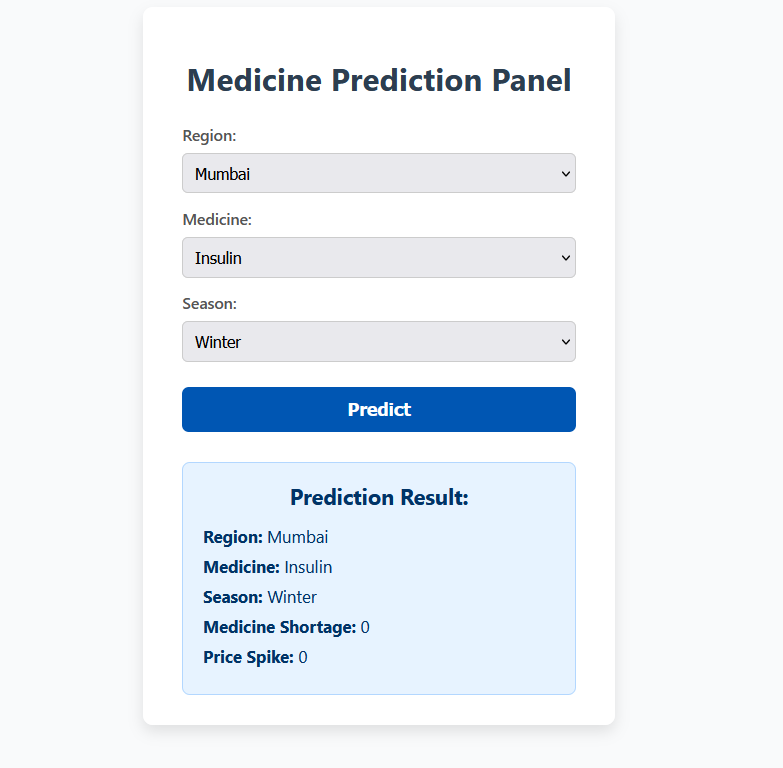 Medicine Prediction Panel
Region:
Mumbai
Medicine:
Insulin
Season:
Winter
Predict
Prediction Result:
Region: Mumbai
Medicine: Insulin
Season: Winter
Medicine Shortage: 0
Price Spike: 0